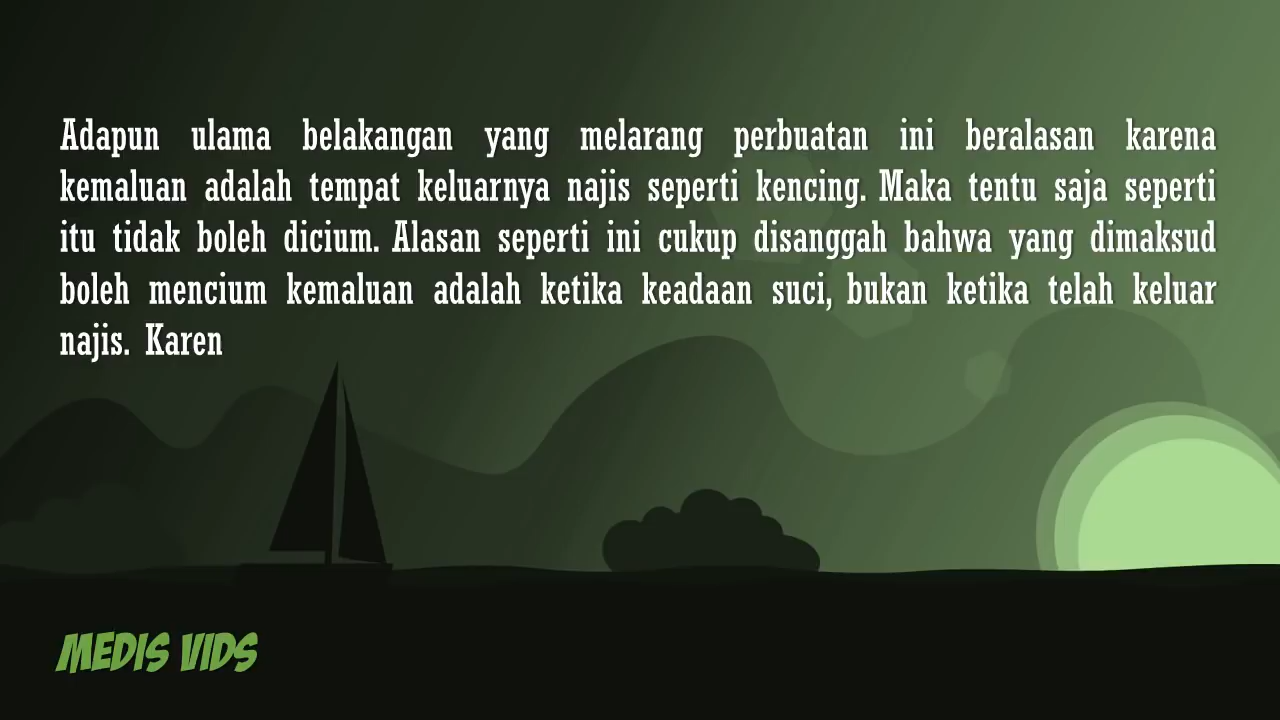 Adapun ulama belakangan yang melarang perbuatan ini beralasan karena
kemaluan adalah tempat keluarnya najis seperti kencing. Maka tentu saja seperti
itu tidak boleh dicium. Alasan seperti ini cukup disanggah bahwa yang dimaksud
boleh mencium kemaluan adalah ketika keadaan suci, bukan ketika telah keluar
najis. Karen
MEDIS VIDS